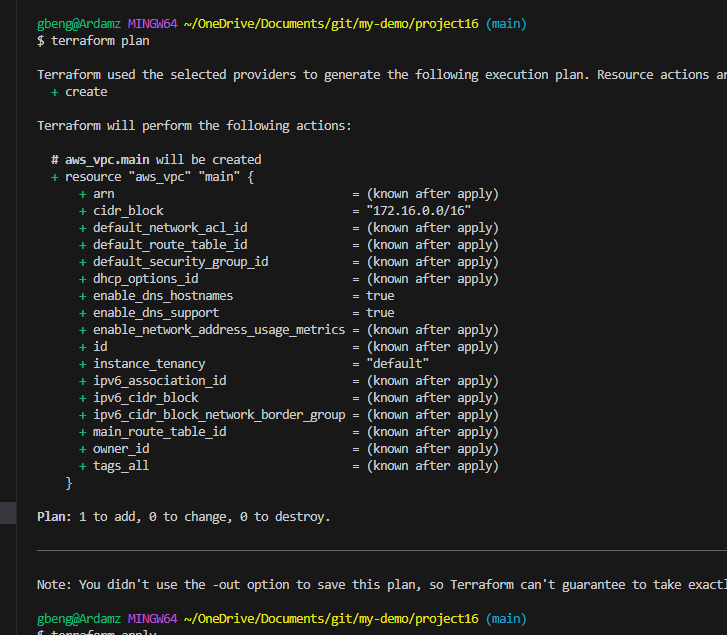 gbeng@Ardamz MINGW64 ~/OneDrive/Documents/git/my-demo/project16 (main)
$ terraform plan
Terraform used the selected providers to generate the following execution plan. Resource actions
+ create
Terraform will perform the following actions:
# aws_vpc.main will be created
+ resource "aws_vpc" "main" {
+ arn = (known after apply)
+ cidr_block = "172.16.0.0/16"
+ default_network_acl_id = (known after apply)
+ default_route_table_id = (known after apply)
+ default_security_group_id = (known after apply)
+ dhcp_options_id = (known after apply)
+ enable_dns_hostnames = true
+ enable_dns_support = true
+ enable_network_address_usage_metrics = (known after apply)
+ id = (known after apply)
+ instance_tenancy = "default"
+ ipv6_association_id = (known after apply)
+ ipv6_cidr_block = (known after apply)
+ ipv6_cidr_block_network_border_group = (known after apply)
+ main_route_table_id = (known after apply)
+ owner_id = (known after apply)
+ tags_all = (known after apply)
}
Plan: 1 to add, 0 to change, 0 to destroy.
Note: You didn't use the -out option to save this plan, so Terraform can't guarantee to take
gbeng@Ardamz MINGW64 ~/OneDrive/Documents/git/my-demo/project16 (main)
$ terraform apply